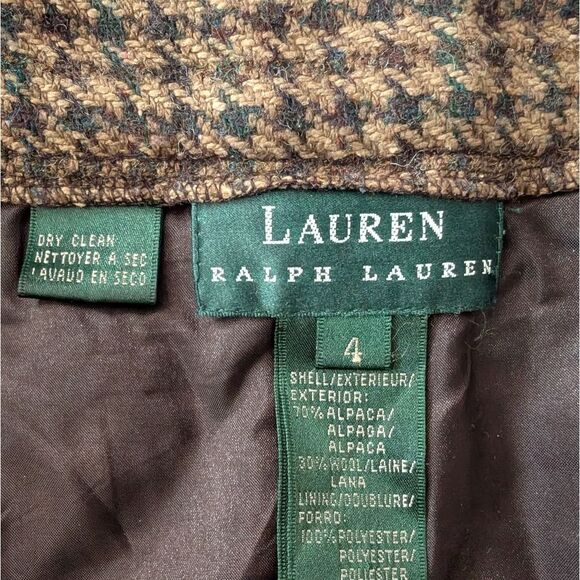 DRY CLEAN
NETTOYER A SEC
LAVADO EN SECO
LAUREN
RALPH LAUREN
4
SHELL/EXTERIEUR/
EXTERIOR:
70% ALPACA/
ALPAGA/
ALPACA
30% WOOL/LAINE/
LANA
LINING/DOUBLURE/
FORRO:
100% POLYESTER/
POLYESTER/
POLIESTER